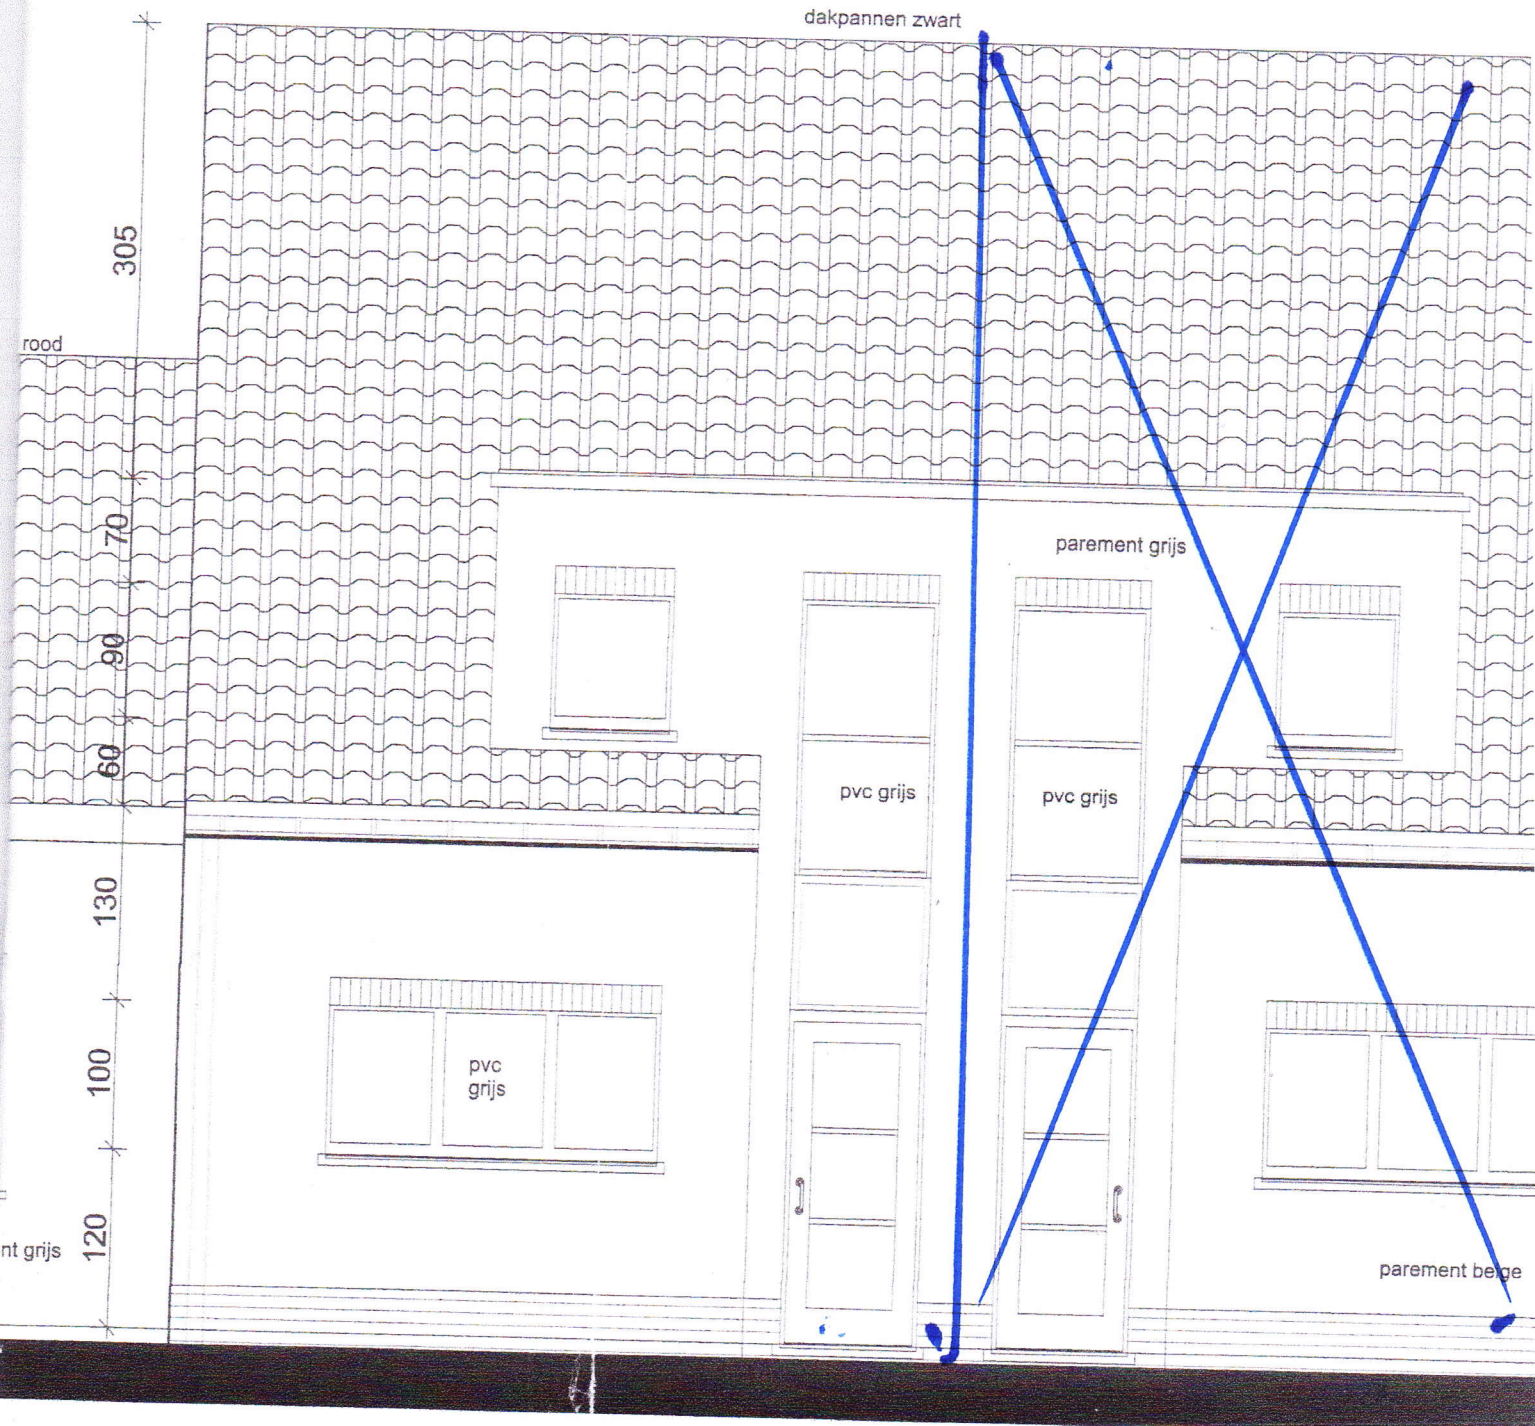 dakpannen zwart
305
rood
70
parement grijs
90
60
pvc grijs
pvc grijs
130
pvc
grijs
100
120
nt grijs
parement beige